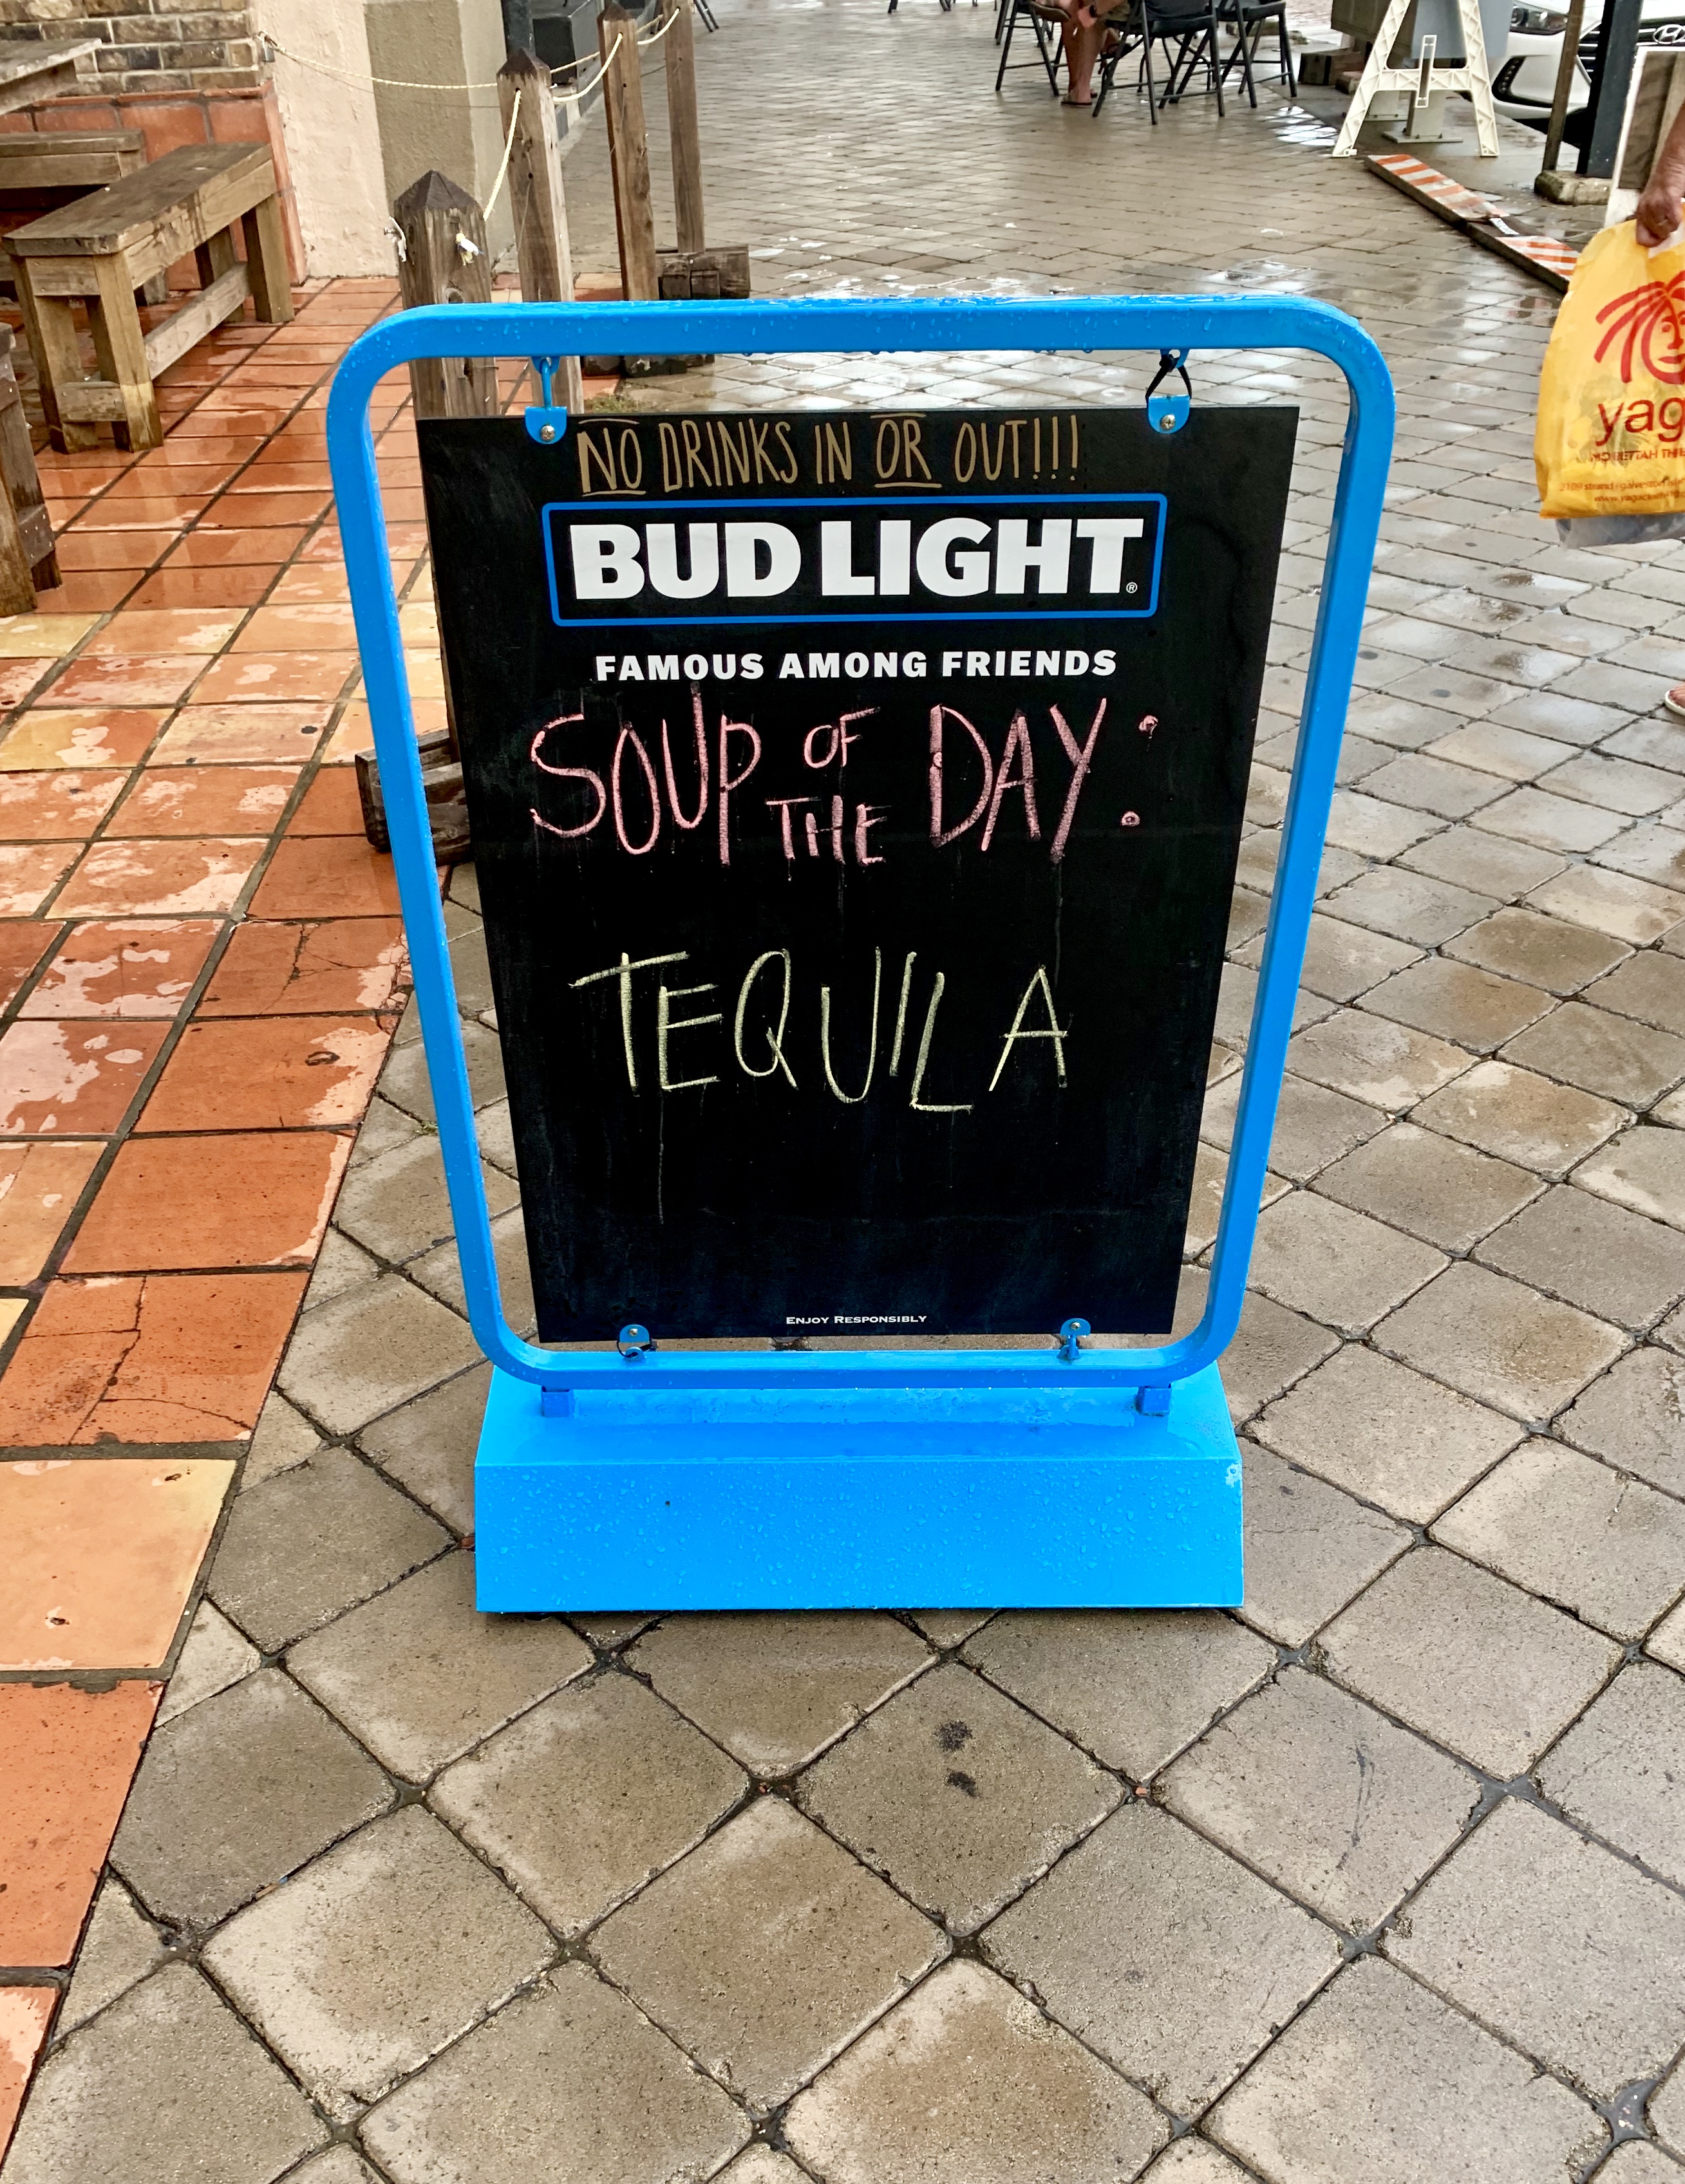 NO DRINKS IN OR OUT!!!
BUD LIGHT®
FAMOUS AMONG FRIENDS
SOUP OF THE DAY:
TEQUILA
ENJOY RESPONSIBLY
yag